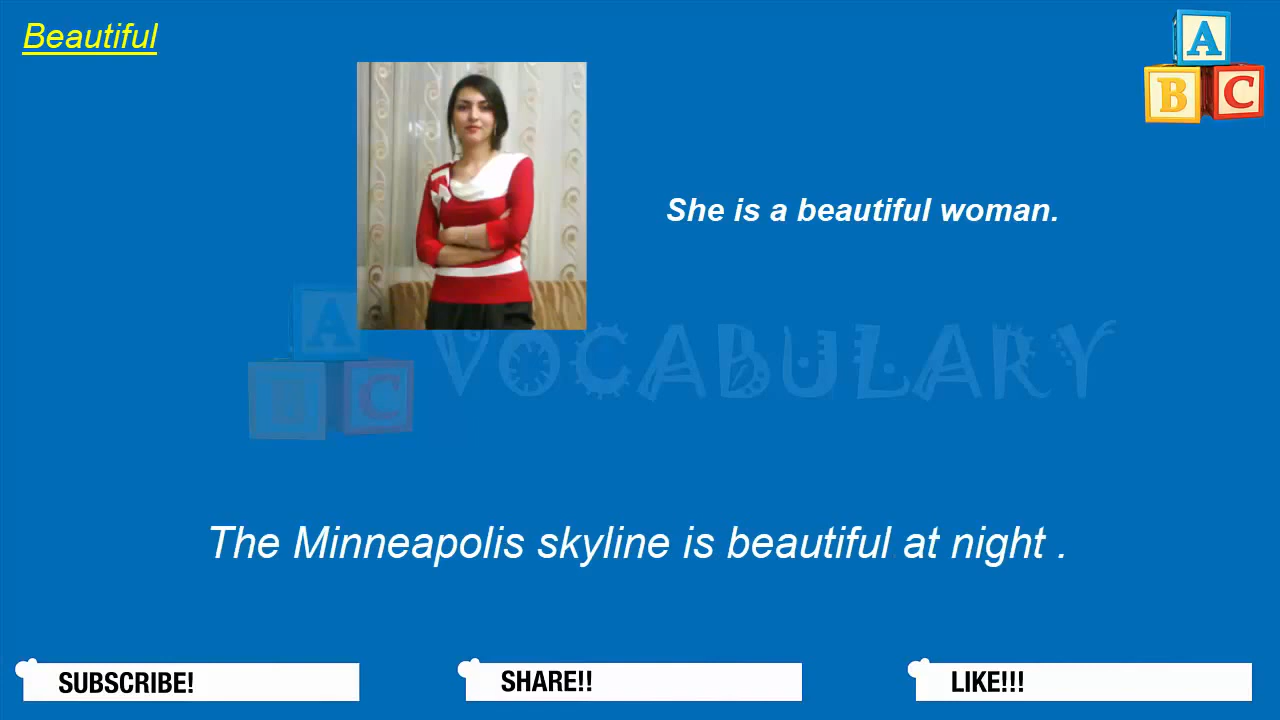 Beautiful
A
B C
She is a beautiful woman.
A
B C
VOCABULARY
The Minneapolis skyline is beautiful at night .
SUBSCRIBE!
SHARE!!
LIKE!!!